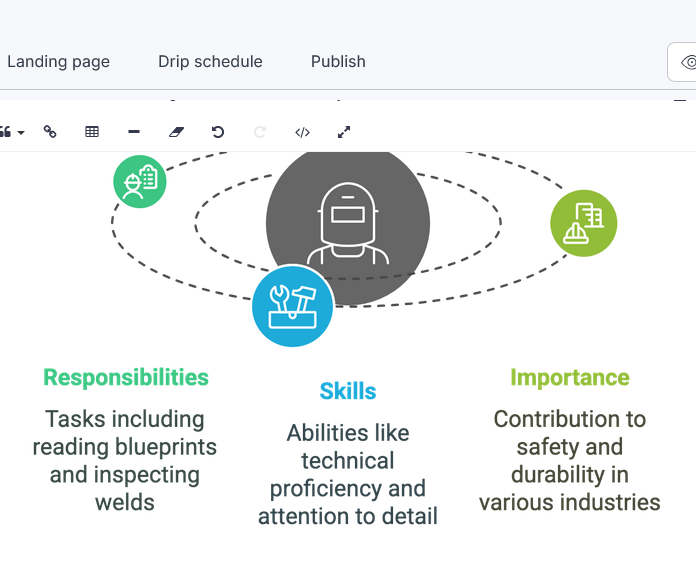 Landing page
Drip schedule
Publish
Responsibilities
Tasks including
reading blueprints
and inspecting
welds
Skills
Abilities like
technical
proficiency and
attention to detail
Importance
Contribution to
safety and
durability in
various industries